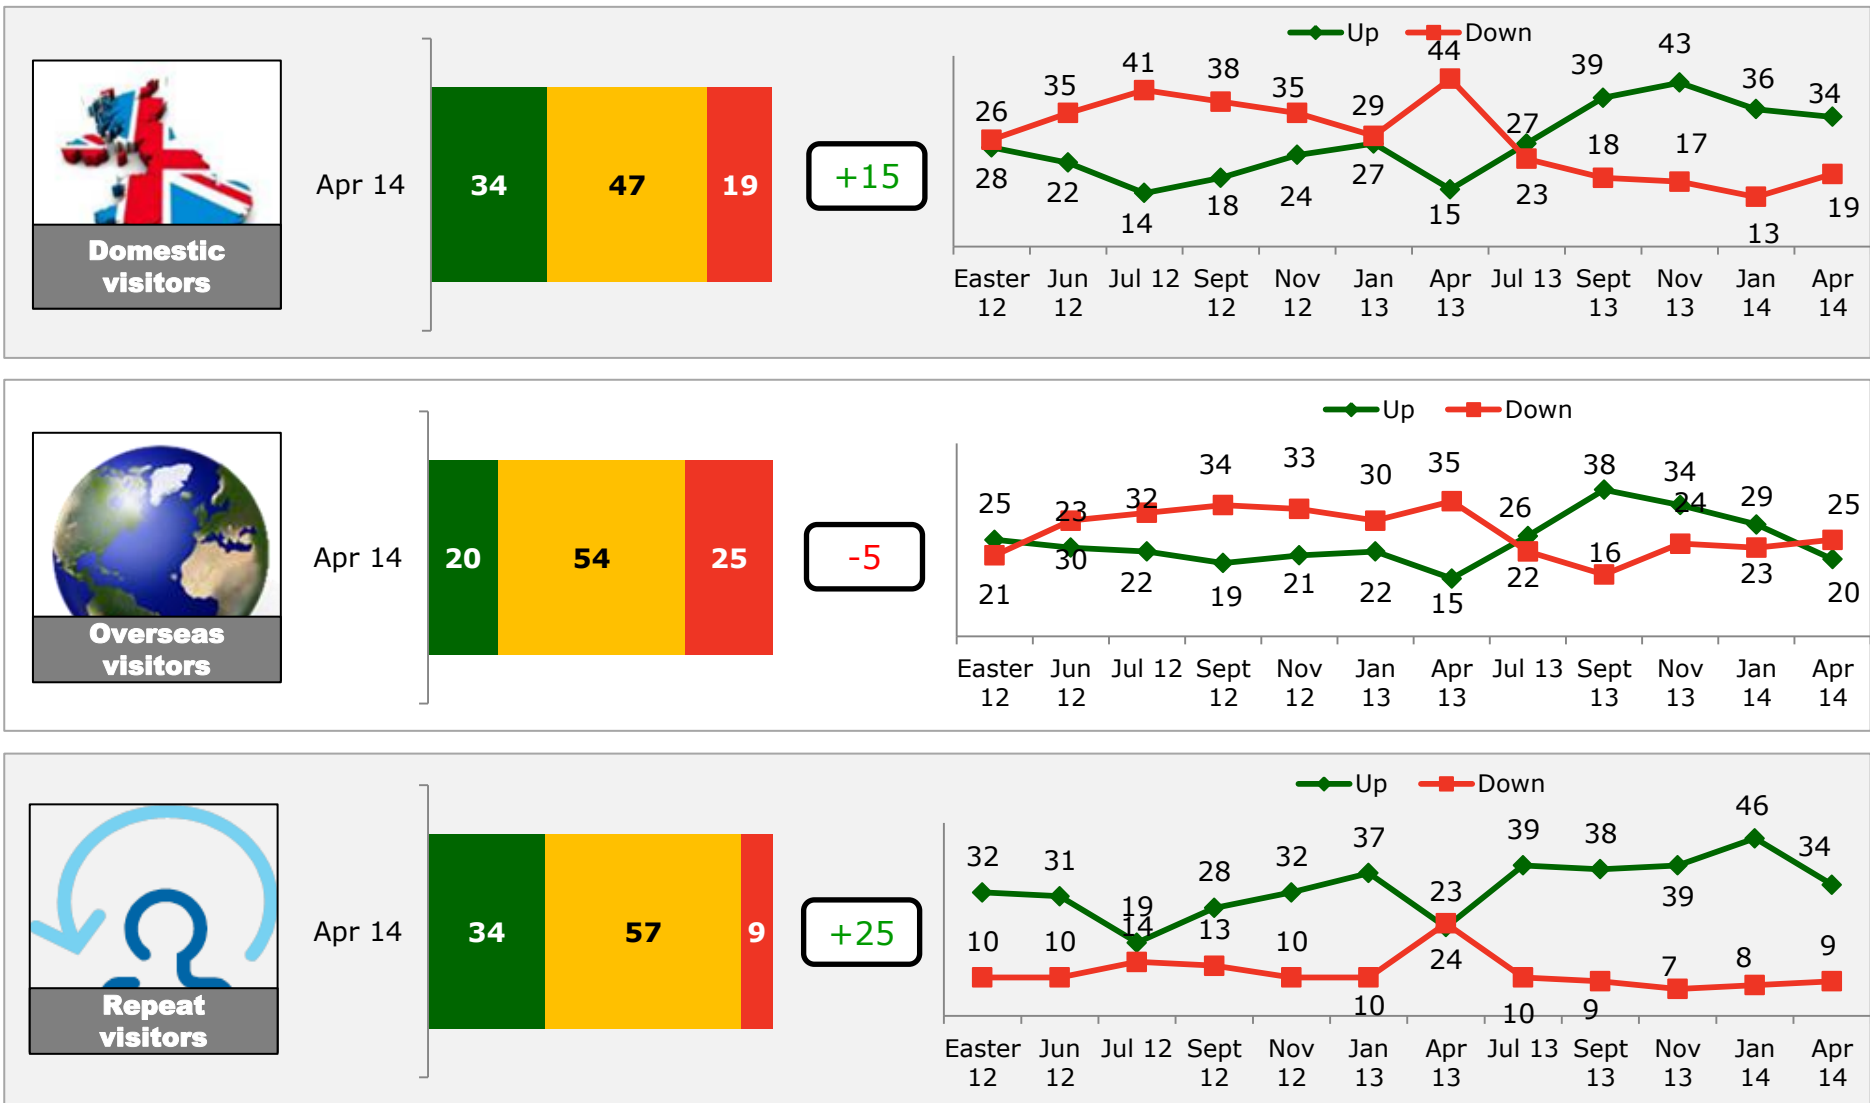 Up Down
26 35 41 38 35 29 44 27 39 43 36 34
28 22 14 18 24 27 15 23 18 17 13 19
Domestic
visitors
Apr 14
34 47 19
+15
Easter Jun Jul 12 Sept Nov Jan Apr Jul 13 Sept Nov Jan Apr
12 12 12 12 13 13 13 13 14 14
Up Down
25 23 32 34 33 30 35 26 38 34 29 25
21 30 22 19 21 22 15 22 16 24 23 20
Overseas
visitors
Apr 14
20 54 25
-5
Easter Jun Jul 12 Sept Nov Jan Apr Jul 13 Sept Nov Jan Apr
12 12 12 12 13 13 13 13 14 14
Up Down
32 31 19 28 32 37 23 39 38 39 46 34
10 10 14 13 10 10 24 10 9 7 8 9
Repeat
visitors
Apr 14
34 57 9
+25
Easter Jun Jul 12 Sept Nov Jan Apr Jul 13 Sept Nov Jan Apr
12 12 12 12 13 13 13 13 14 14